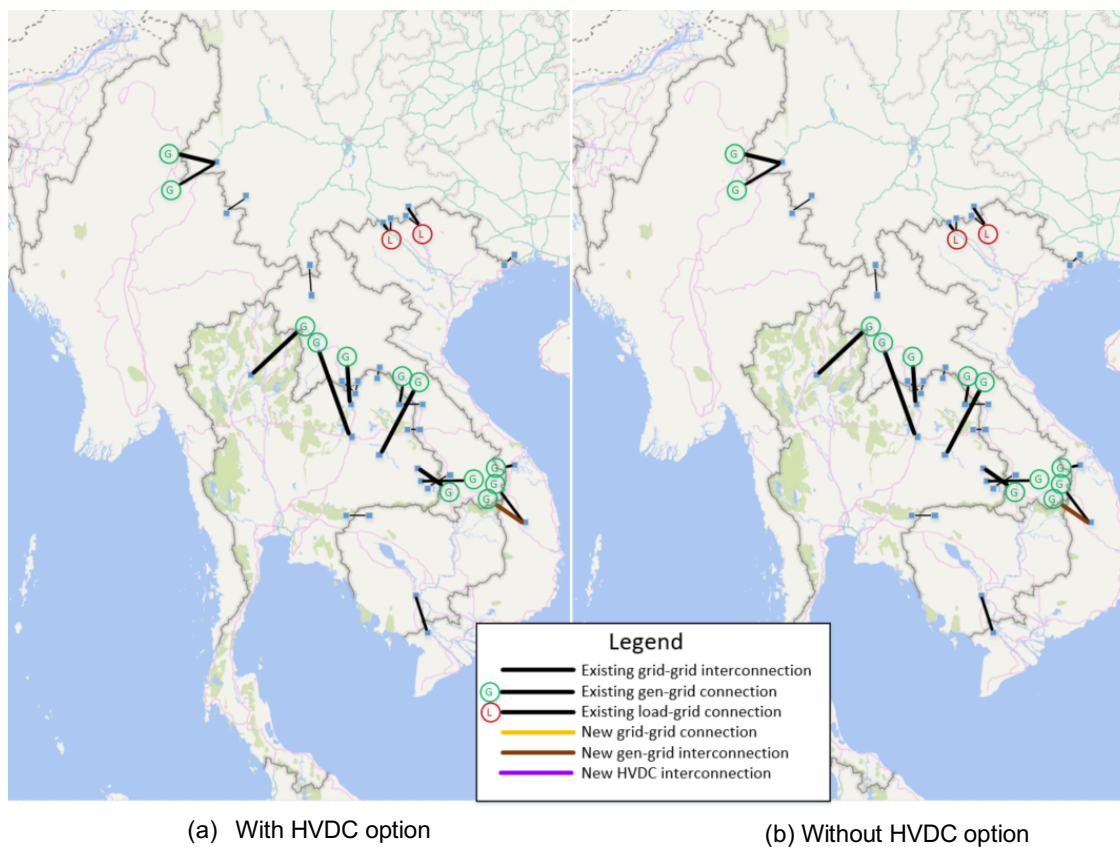 G
G
L
L
G
G
G
G
G
G
G
G
G
G
G
G
L
L
G
G
G
G
G
G
G
G
G
G
Legend
Existing grid-grid interconnection
G Existing gen-grid connection
L Existing load-grid connection
New grid-grid connection
New gen-grid interconnection
New HVDC interconnection
(a) With HVDC option
(b) Without HVDC option